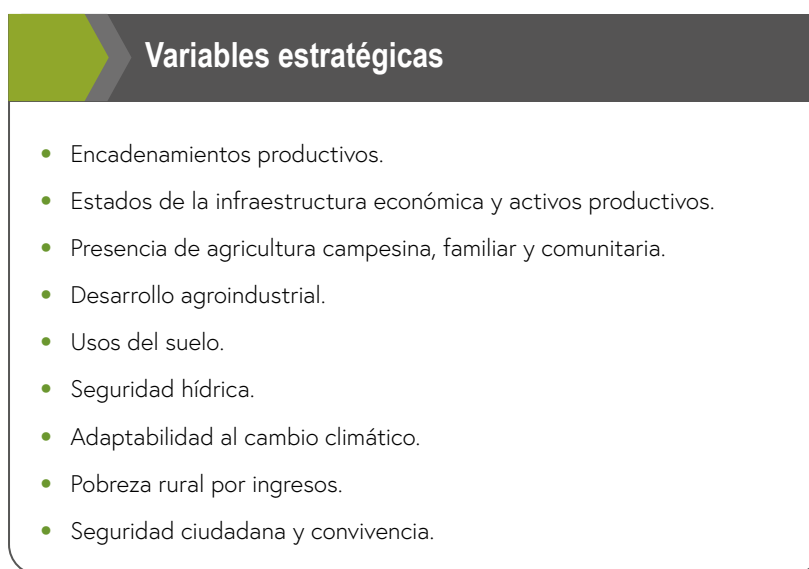 Variables estratégicas
• Encadenamientos productivos.
• Estados de la infraestructura económica y activos productivos.
• Presencia de agricultura campesina, familiar y comunitaria.
• Desarrollo agroindustrial.
• Usos del suelo.
• Seguridad hídrica.
• Adaptabilidad al cambio climático.
• Pobreza rural por ingresos.
• Seguridad ciudadana y convivencia.